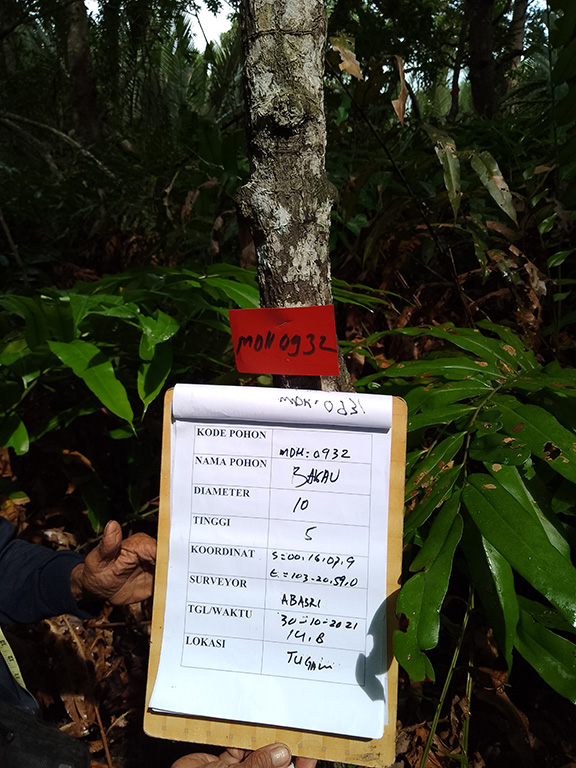 MDH 0932
MDH: 0931
KODE POHON MDH: 0932
NAMA POHON BAKAU
DIAMETER 10
TINGGI 5
KOORDINAT S=00.16.07.9
E=103-20.59.0
SURVEYOR ABASRI
TGL/WAKTU 30-10-2021
14.8
LOKASI